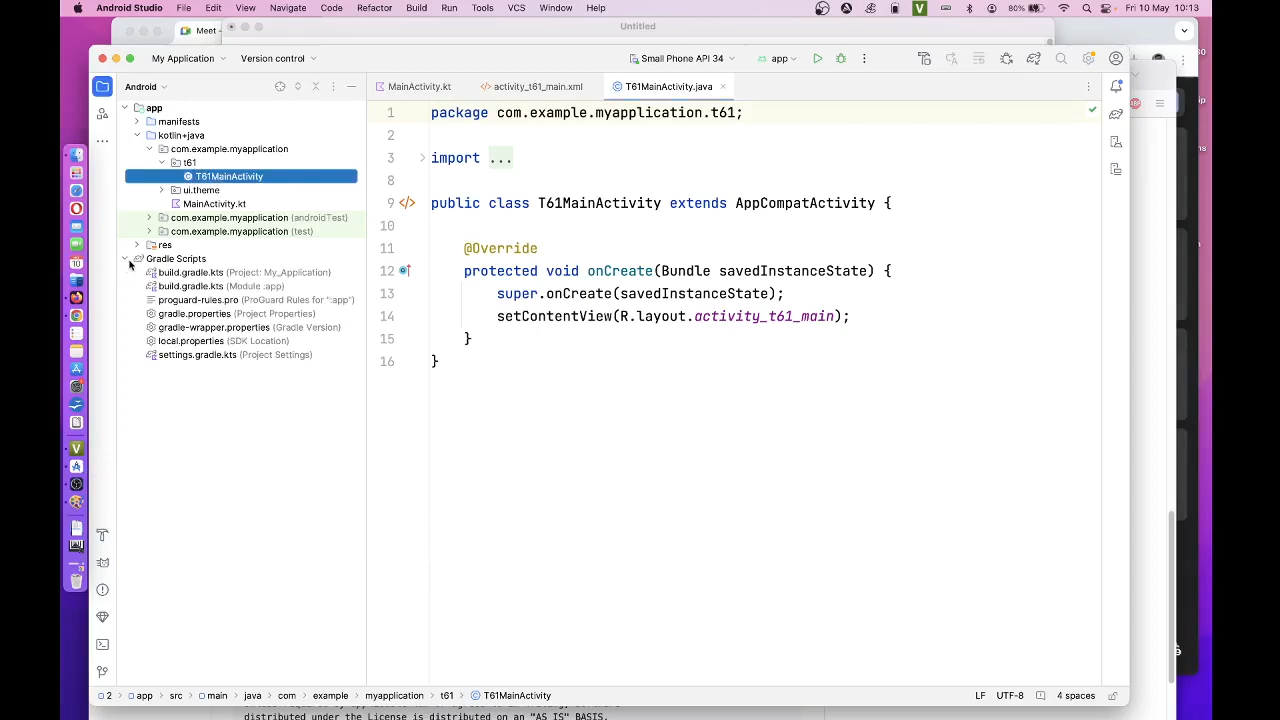 Android Studio File Edit View Navigate Code Refactor Build Run Tools VCS Window Help V 80% Fri 10 May 10:13
Meet - Untitled
My Application Version control Small Phone API 34 app
Android MainActivity.kt activity_t61_main.xml T61MainActivity.java
app
manifests
kotlin+java
com.example.myapplication
t61
T61MainActivity
ui.theme
MainActivity.kt
com.example.myapplication (androidTest)
com.example.myapplication (test)
res
Gradle Scripts
build.gradle.kts (Project: My_Application)
build.gradle.kts (Module :app)
proguard-rules.pro (ProGuard Rules for ":app")
gradle.properties (Project Properties)
gradle-wrapper.properties (Gradle Version)
local.properties (SDK Location)
settings.gradle.kts (Project Settings)
1 package com.example.myapplication.t61;
2
3 import ...
8
9 public class T61MainActivity extends AppCompatActivity {
10
11 @Override
12 protected void onCreate(Bundle savedInstanceState) {
13 super.onCreate(savedInstanceState);
14 setContentView(R.layout.activity_t61_main);
15 }
16 }
2 app src main java com example myapplication t61 T61MainActivity LF UTF-8 4 spaces
distributed under the License is distributed on an "AS IS" BASIS.